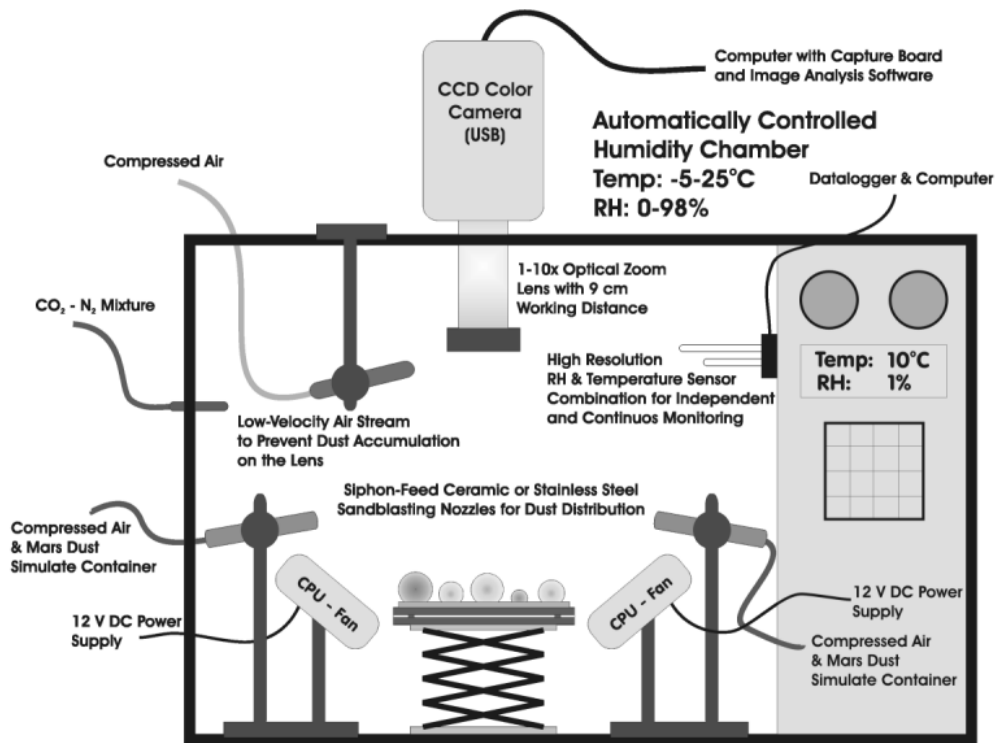 Computer with Capture Board
and Image Analysis Software
CCD Color
Camera
(USB)
Automatically Controlled
Humidity Chamber
Temp: -5-25°C
RH: 0-98%
Compressed Air
Datalogger & Computer
1-10x Optical Zoom
Lens with 9 cm
Working Distance
CO₂ - N₂ Mixture
High Resolution
RH & Temperature Sensor
Combination for Independent
and Continuos Monitoring
Temp: 10°C
RH: 1%
Low-Velocity Air Stream
to Prevent Dust Accumulation
on the Lens
Siphon-Feed Ceramic or Stainless Steel
Sandblasting Nozzles for Dust Distribution
Compressed Air
& Mars Dust
Simulate Container
CPU - Fan
CPU - Fan
12 V DC Power
Supply
12 V DC Power
Supply
Compressed Air
& Mars Dust
Simulate Container